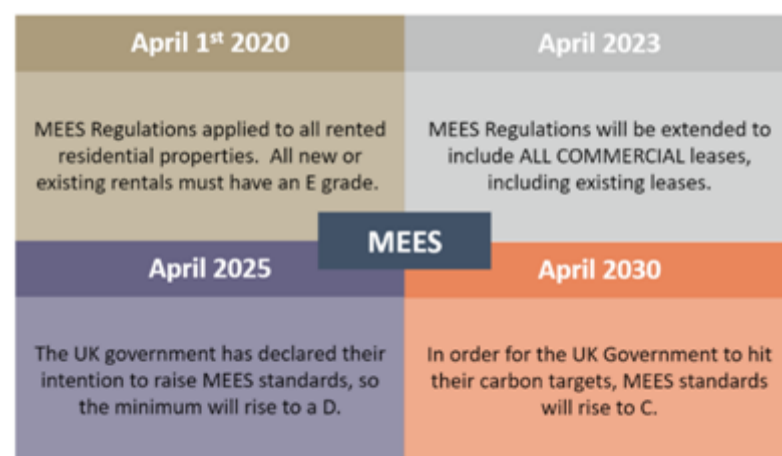 April 1st 2020
MEES Regulations applied to all rented
residential properties. All new or
existing rentals must have an E grade.
April 2023
MEES Regulations will be extended to
include ALL COMMERCIAL leases,
including existing leases.
MEES
April 2025
The UK government has declared their
intention to raise MEES standards, so
the minimum will rise to a D.
April 2030
In order for the UK Government to hit
their carbon targets, MEES standards
will rise to C.